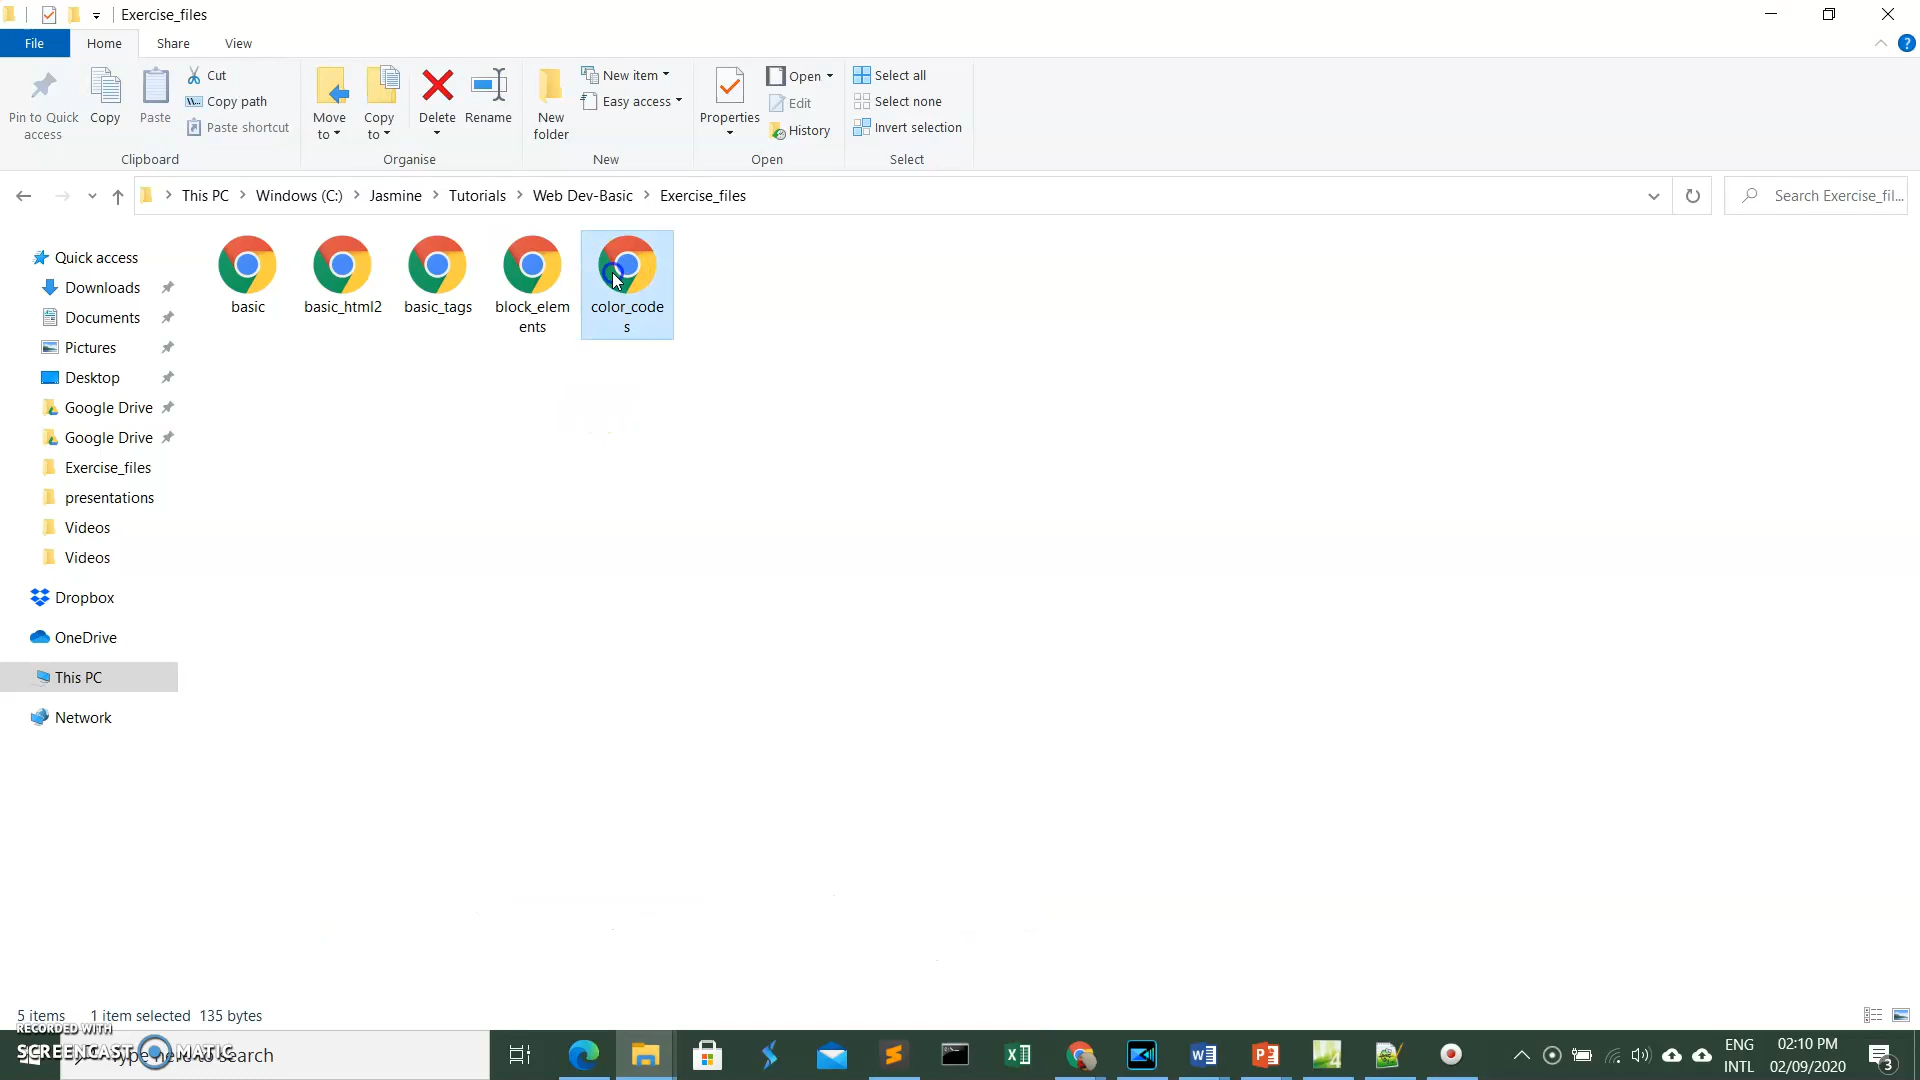 Exercise_files
File Home Share View
Pin to Quick
access
Copy
Paste
Cut
Copy path
Paste shortcut
Clipboard
Move
to
Copy
to
Delete
Rename
Organise
New
folder
New item
Easy access
New
Properties
Open
Edit
History
Open
Select all
Select none
Invert selection
Select
This PC > Windows (C:) > Jasmine > Tutorials > Web Dev-Basic > Exercise_files
Search Exercise_fil...
Quick access
Downloads
Documents
Pictures
Desktop
Google Drive
Google Drive
Exercise_files
presentations
Videos
Videos
Dropbox
OneDrive
This PC
Network
basic
basic_html2
basic_tags
block_elem
ents
color_code
s
5 items 1 item selected 135 bytes
RECORDED WITH
SCREENCAST MATIC
Type here to search
ENG
INTL
02:10 PM
02/09/2020
3